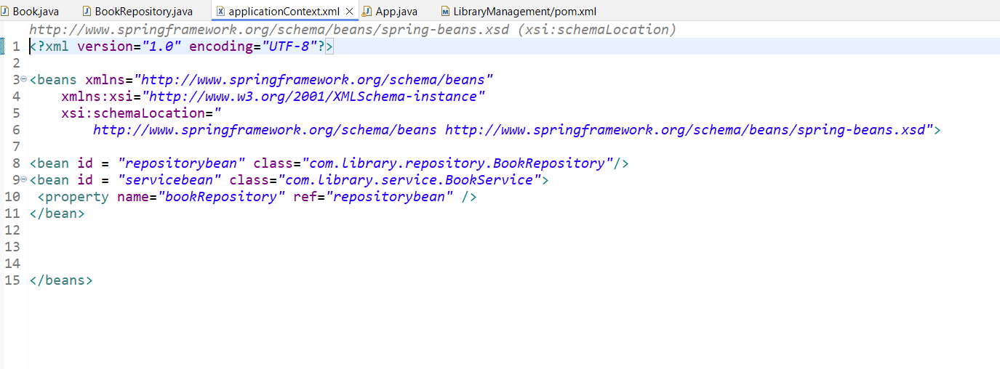 Book.java BookRepository.java applicationContext.xml App.java LibraryManagement/pom.xml
http://www.springframework.org/schema/beans/spring-beans.xsd (xsi:schemaLocation)
1 <?xml version="1.0" encoding="UTF-8"?>
2
3 <beans xmlns="http://www.springframework.org/schema/beans"
4 xmlns:xsi="http://www.w3.org/2001/XMLSchema-instance"
5 xsi:schemaLocation="
6 http://www.springframework.org/schema/beans http://www.springframework.org/schema/beans/spring-beans.xsd">
7
8 <bean id = "repositorybean" class="com.library.repository.BookRepository"/>
9 <bean id = "servicebean" class="com.library.service.BookService">
10 <property name="bookRepository" ref="repositorybean" />
11 </bean>
12
13
14
15 </beans>